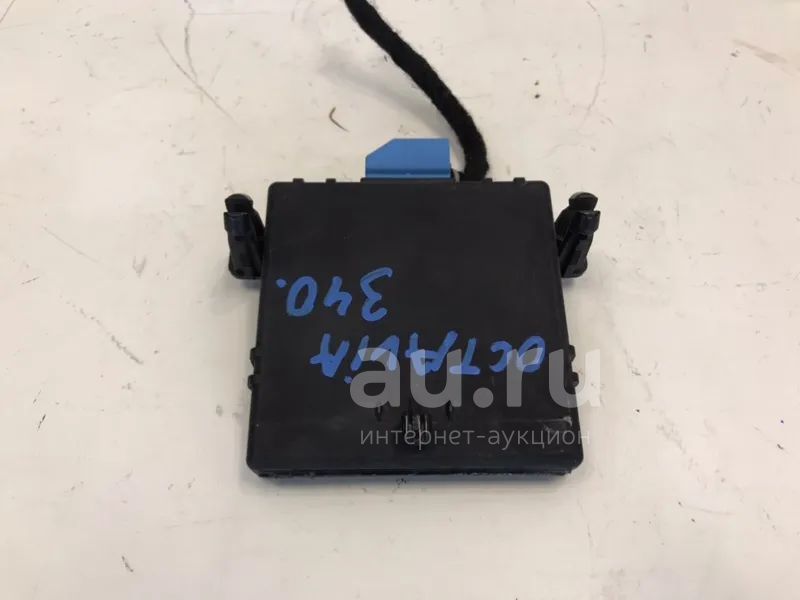 OCTAViA
340.
au.ru
интернет-аукцион